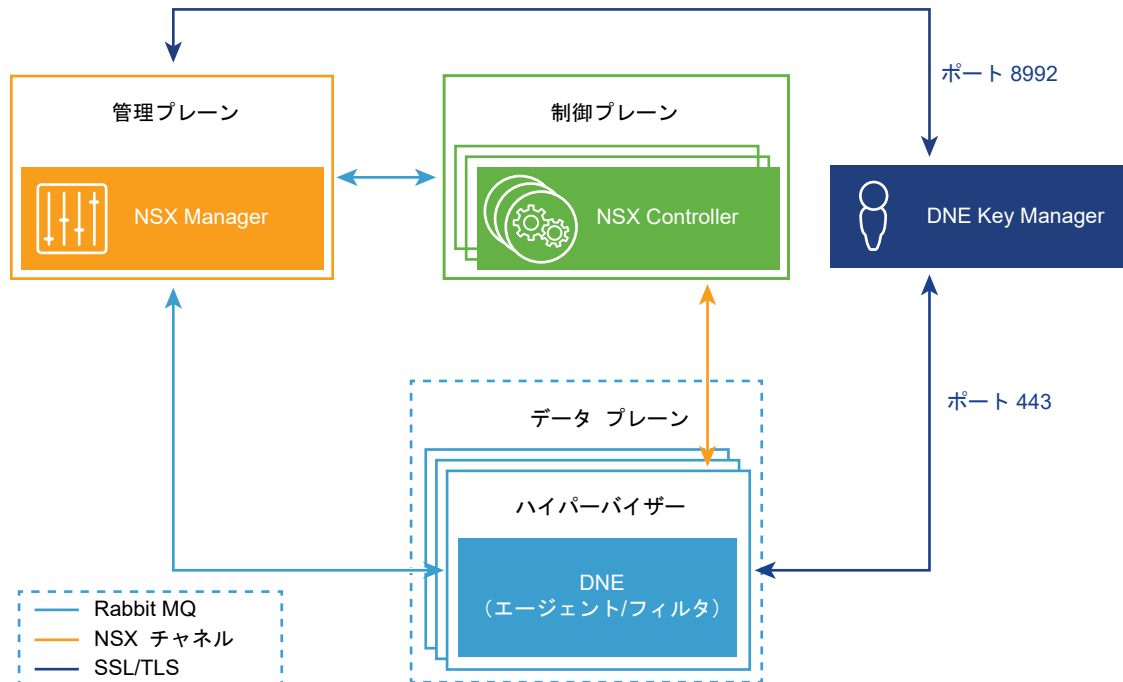 ポート 8992
管理プレーン
制御プレーン
NSX Manager
NSX Controller
DNE Key Manager
ポート 443
データ プレーン
ハイパーバイザー
DNE
（エージェント/フィルタ）
Rabbit MQ
NSX チャネル
SSL/TLS